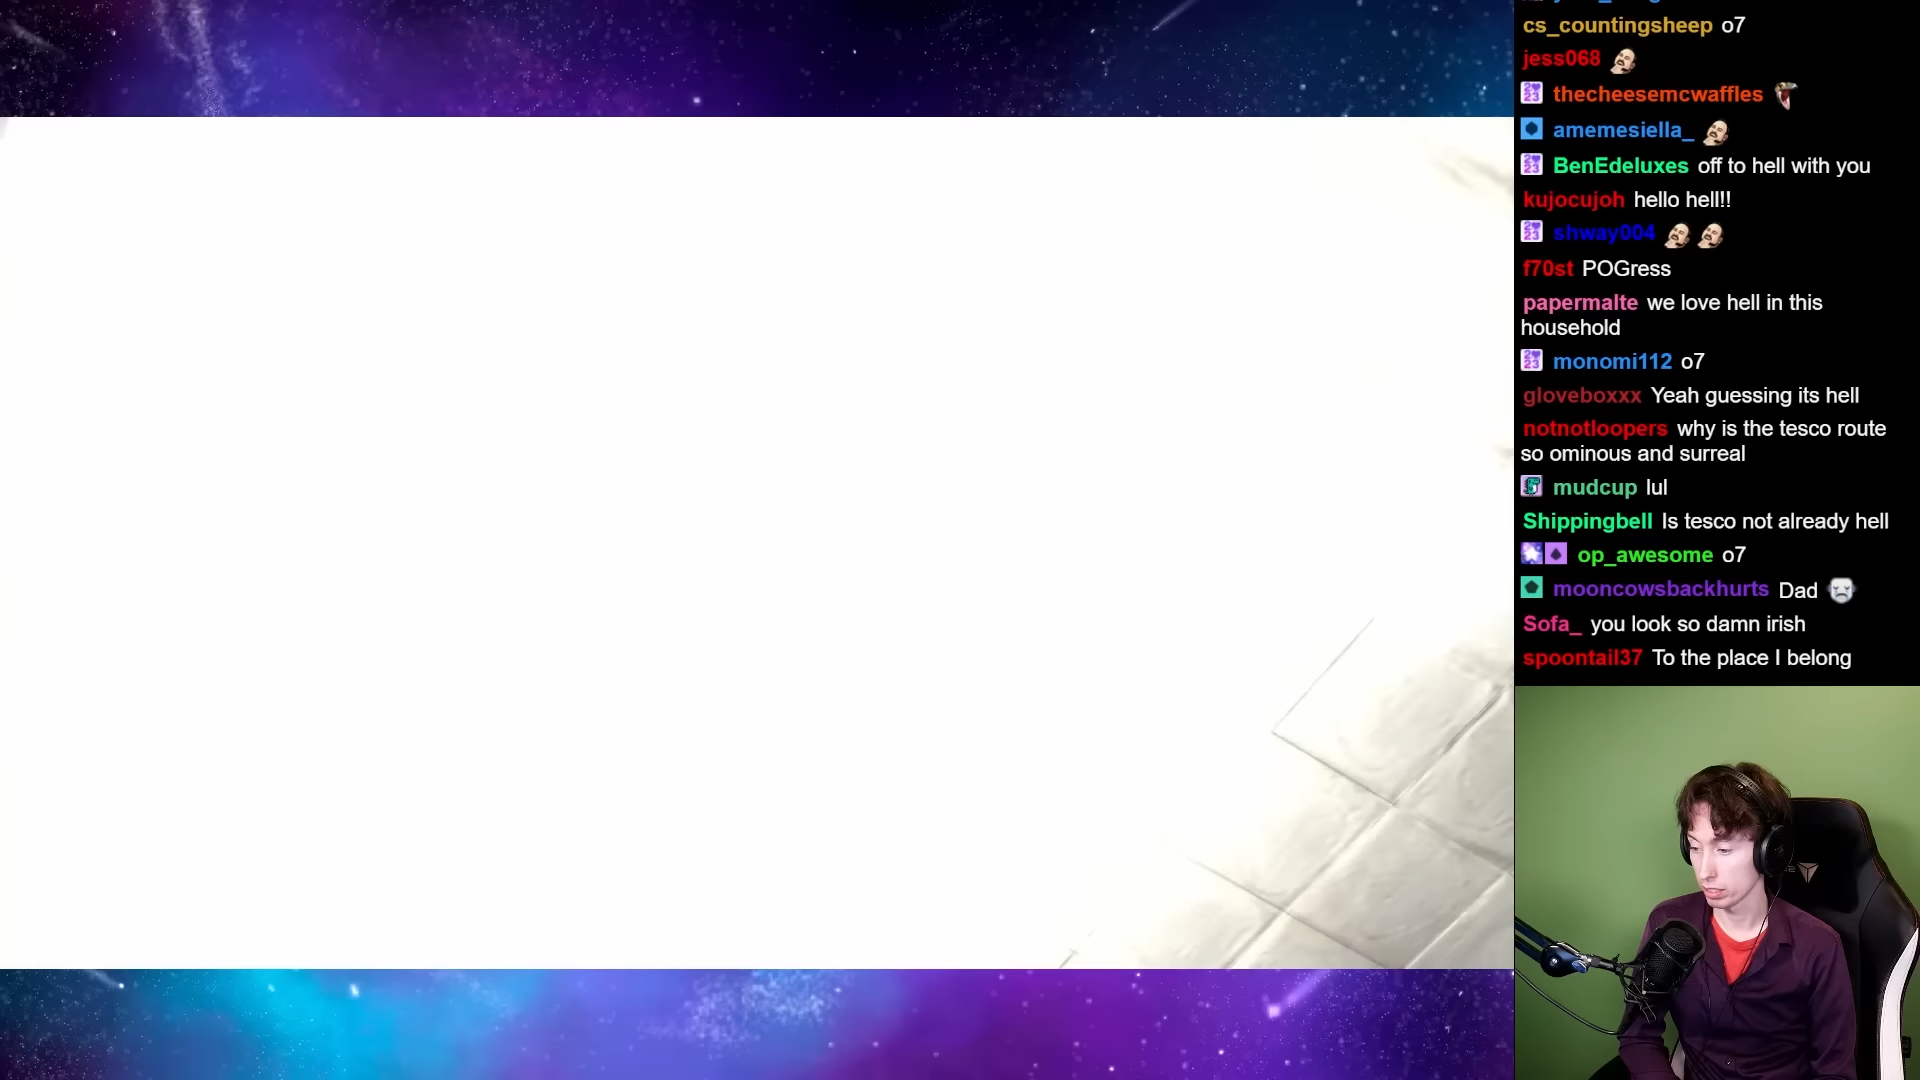 cs_countingsheep o7
jess068
thecheesemcwaffles
amemesiella_
BenEdeluxes off to hell with you
kujocujoh hello hell!!
shway004
f70st POGress
papermalte we love hell in this
household
monomi112 o7
gloveboxxx Yeah guessing its hell
notnotloopers why is the tesco route
so ominous and surreal
mudcup lul
Shippingbell Is tesco not already hell
op_awesome o7
mooncowsbackhurts Dad
Sofa_ you look so damn irish
spoontail37 To the place I belong